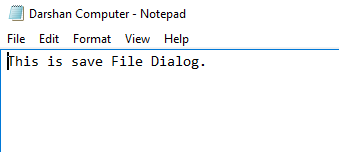 Darshan Computer - Notepad
File Edit Format View Help
This is save File Dialog.